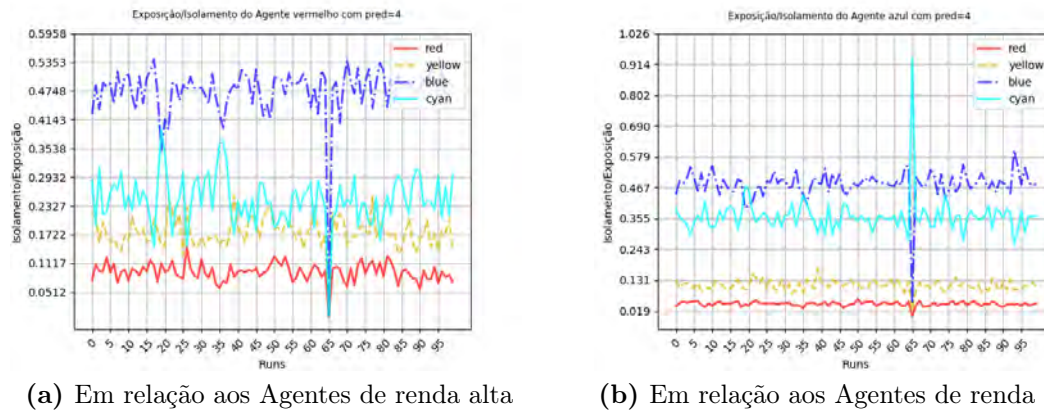 Exposição/Isolamento do Agente vermelho com pred=4
0.5958
0.5353
0.4748
0.4143
0.3538
0.2932
0.2327
0.1722
0.1117
0.0512
Isolamento/Exposição
red
yellow
blue
cyan
0 5 10 15 20 25 30 35 40 45 50 55 60 65 70 75 80 85 90 95
Runs
(a) Em relação aos Agentes de renda alta
Exposição/Isolamento do Agente azul com pred=4
1.026
0.914
0.802
0.690
0.579
0.467
0.355
0.243
0.131
0.019
Isolamento/Exposição
red
yellow
blue
cyan
0 5 10 15 20 25 30 35 40 45 50 55 60 65 70 75 80 85 90 95
Runs
(b) Em relação aos Agentes de renda